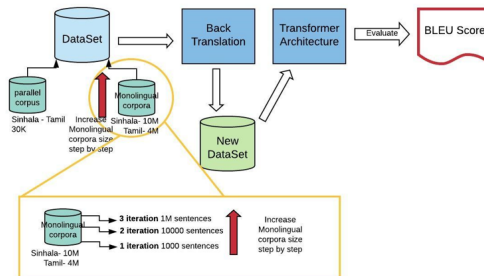 DataSet
Back
Translation
Transformer
Architecture
Evaluate
BLEU Score
parallel
corpus
Sinhala - Tamil
30K
Increase
Monolingual
corpora size
step by step
Monolingual
corpora
Sinhala- 10M
Tamil- 4M
New
DataSet
Monolingual
corpora
Sinhala- 10M
Tamil- 4M
3 iteration 1M sentences
2 iteration 10000 sentences
1 iteration 1000 sentences
Increase
Monolingual
corpora size
step by step